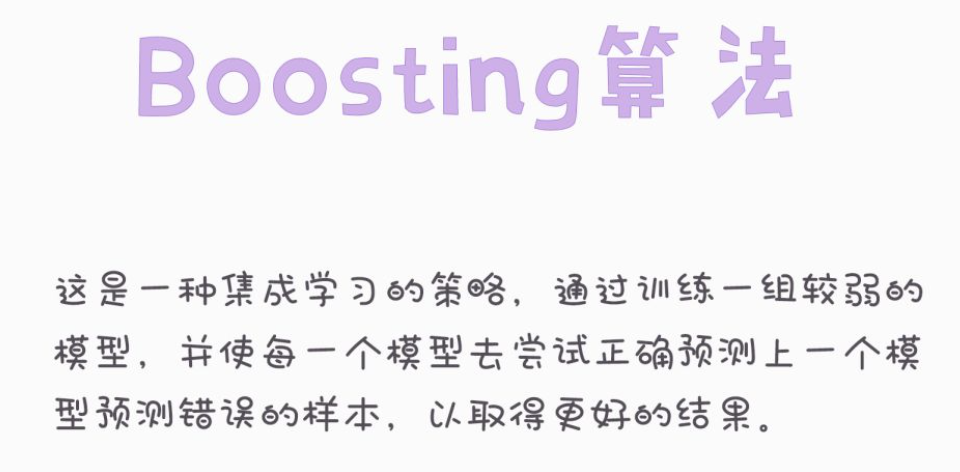 Boosting算法
这是一种集成学习的策略，通过训练一组较弱的
模型，并使每一个模型去尝试正确预测上一个模
型预测错误的样本，以取得更好的结果。